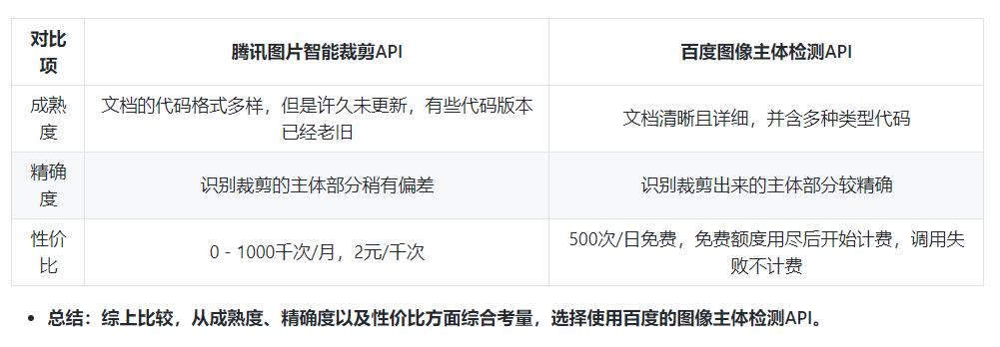 对比
项
腾讯图片智能裁剪API
百度图像主体检测API
成熟
度
文档的代码格式多样，但是许久未更新，有些代码版本
已经老旧
文档清晰且详细，并含多种类型代码
精确
度
识别裁剪的主体部分稍有偏差
识别裁剪出来的主体部分较精确
性价
比
0 - 1000千次/月，2元/千次
500次/日免费，免费额度用尽后开始计费，调用失
败不计费
• 总结：综上比较，从成熟度、精确度以及性价比方面综合考量，选择使用百度的图像主体检测API。